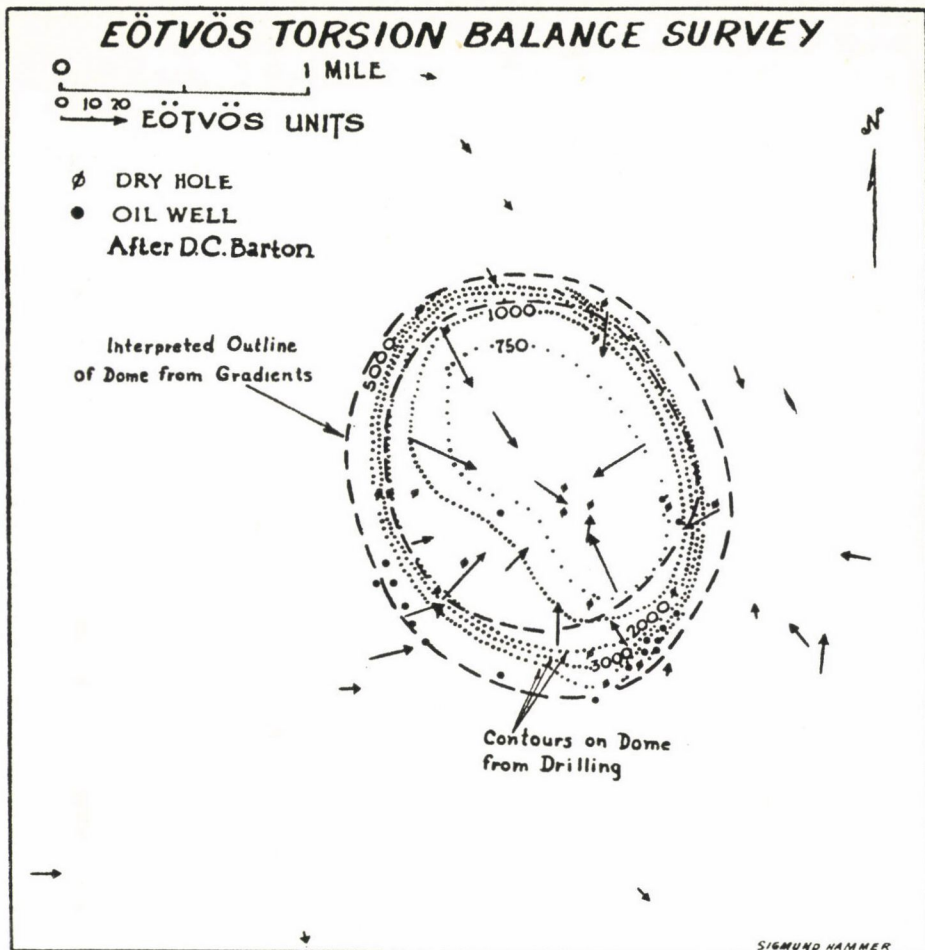 EÖTVÖS TORSION BALANCE SURVEY
0 1 MILE
0 10 20
EÖTVÖS UNITS
N
DRY HOLE
OIL WELL
After D.C. Barton
Interpreted Outline
of Dome from Gradients
5000
1000
750
2000
3000
Contours on Dome
from Drilling
SIGMUND HAMMER